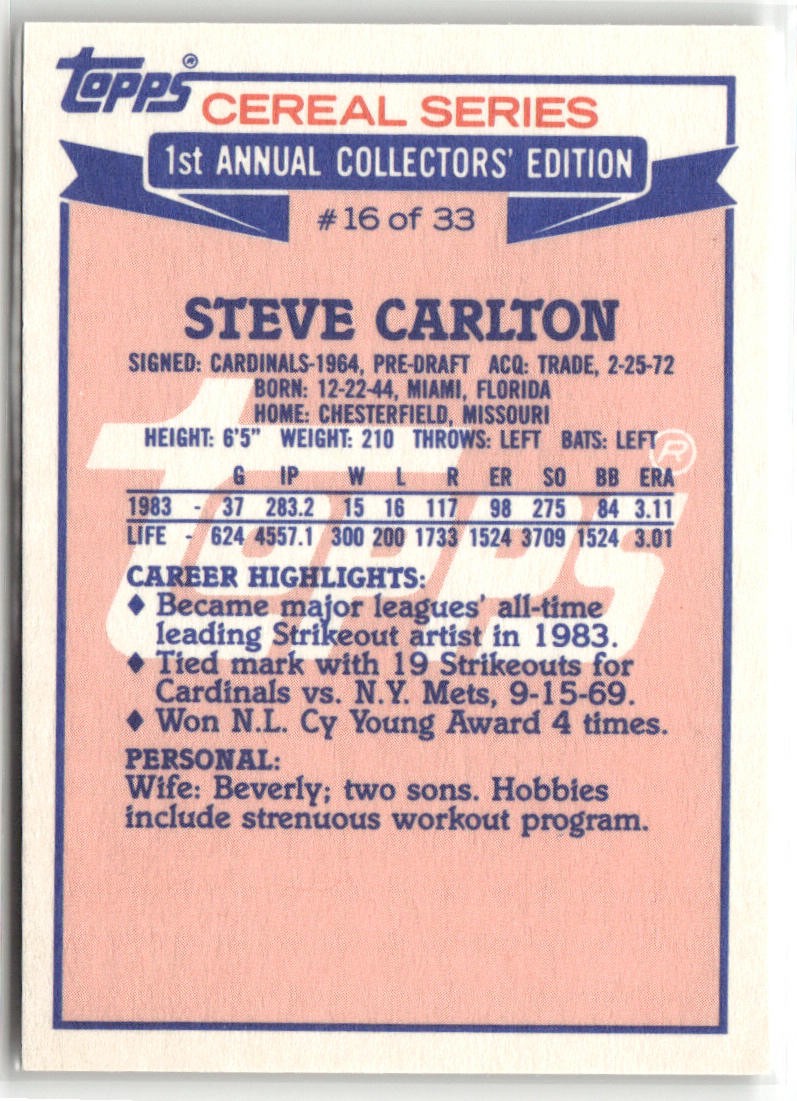 topps®
CEREAL SERIES
1st ANNUAL COLLECTORS' EDITION
#16 of 33
STEVE CARLTON
SIGNED: CARDINALS-1964, PRE-DRAFT ACQ: TRADE, 2-25-72
BORN: 12-22-44, MIAMI, FLORIDA
HOME: CHESTERFIELD, MISSOURI
HEIGHT: 6'5" WEIGHT: 210 THROWS: LEFT BATS: LEFT
topps®
G IP W L R ER SO BB ERA
1983 - 37 283.2 15 16 117 98 275 84 3.11
LIFE - 624 4557.1 300 200 1733 1524 3709 1524 3.01
CAREER HIGHLIGHTS:
♦ Became major leagues' all-time
leading Strikeout artist in 1983.
♦ Tied mark with 19 Strikeouts for
Cardinals vs. N.Y. Mets, 9-15-69.
♦ Won N.L. Cy Young Award 4 times.
PERSONAL:
Wife: Beverly; two sons. Hobbies
include strenuous workout program.